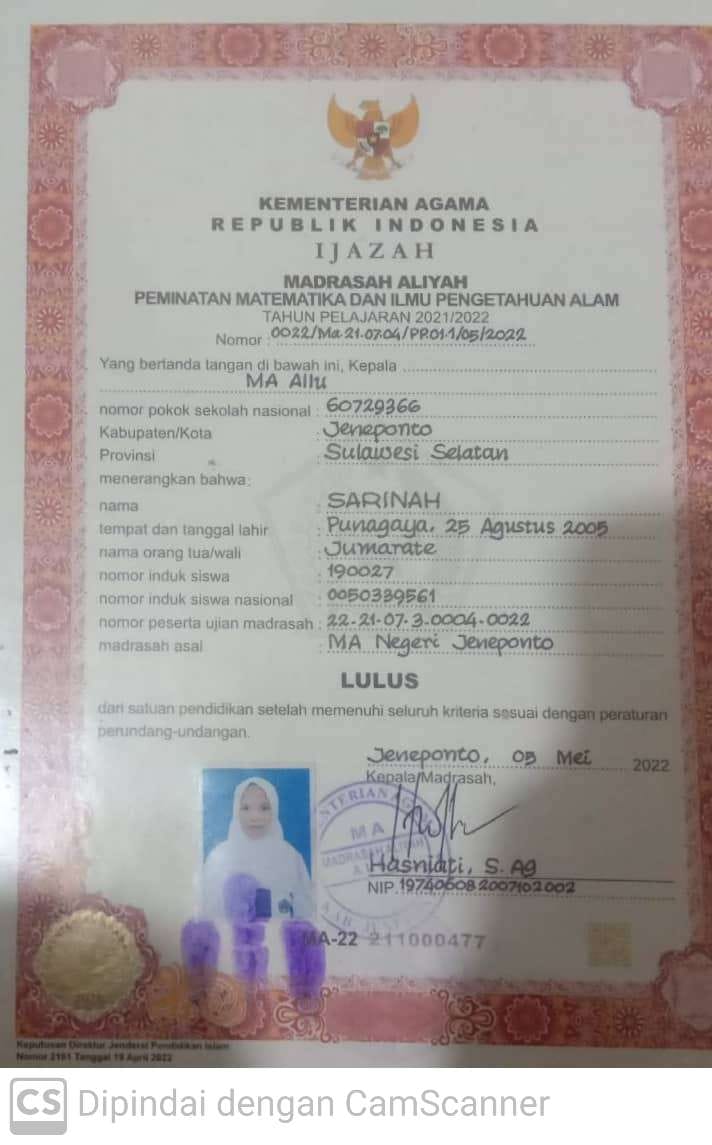 KEMENTERIAN AGAMA
REPUBLIK INDONESIA
IJAZAH
MADRASAH ALIYAH
PEMINATAN MATEMATIKA DAN ILMU PENGETAHUAN ALAM
TAHUN PELAJARAN 2021/2022
Nomor : 0022/Ma.21.07.04/PP.01.1/05/2022
Yang bertanda tangan di bawah ini, Kepala
MA Allu
nomor pokok sekolah nasional : 60729366
Kabupaten/Kota : Jeneponto
Provinsi : Sulawesi Selatan
menerangkan bahwa:
nama : SARINAH
tempat dan tanggal lahir : Punagaya, 25 Agustus 2005
nama orang tua/wali : Jumarate
nomor induk siswa : 190027
nomor induk siswa nasional : 0050339561
nomor peserta ujian madrasah : 22-21-07-3-0004-0022
madrasah asal : MA Negeri Jeneponto
LULUS
dari satuan pendidikan setelah memenuhi seluruh kriteria sesuai dengan peraturan
perundang-undangan.
Jeneponto, 05 Mei 2022
Kepala Madrasah,
MA
MADRASAH ALIYAH
Hasniati, S.Ag
NIP. 197406082007102002
MA-22 211000477
Keputusan Direktur Jenderal Pendidikan Islam
Nomor 2161 Tanggal 19 April 2022
CS Dipindai dengan CamScanner